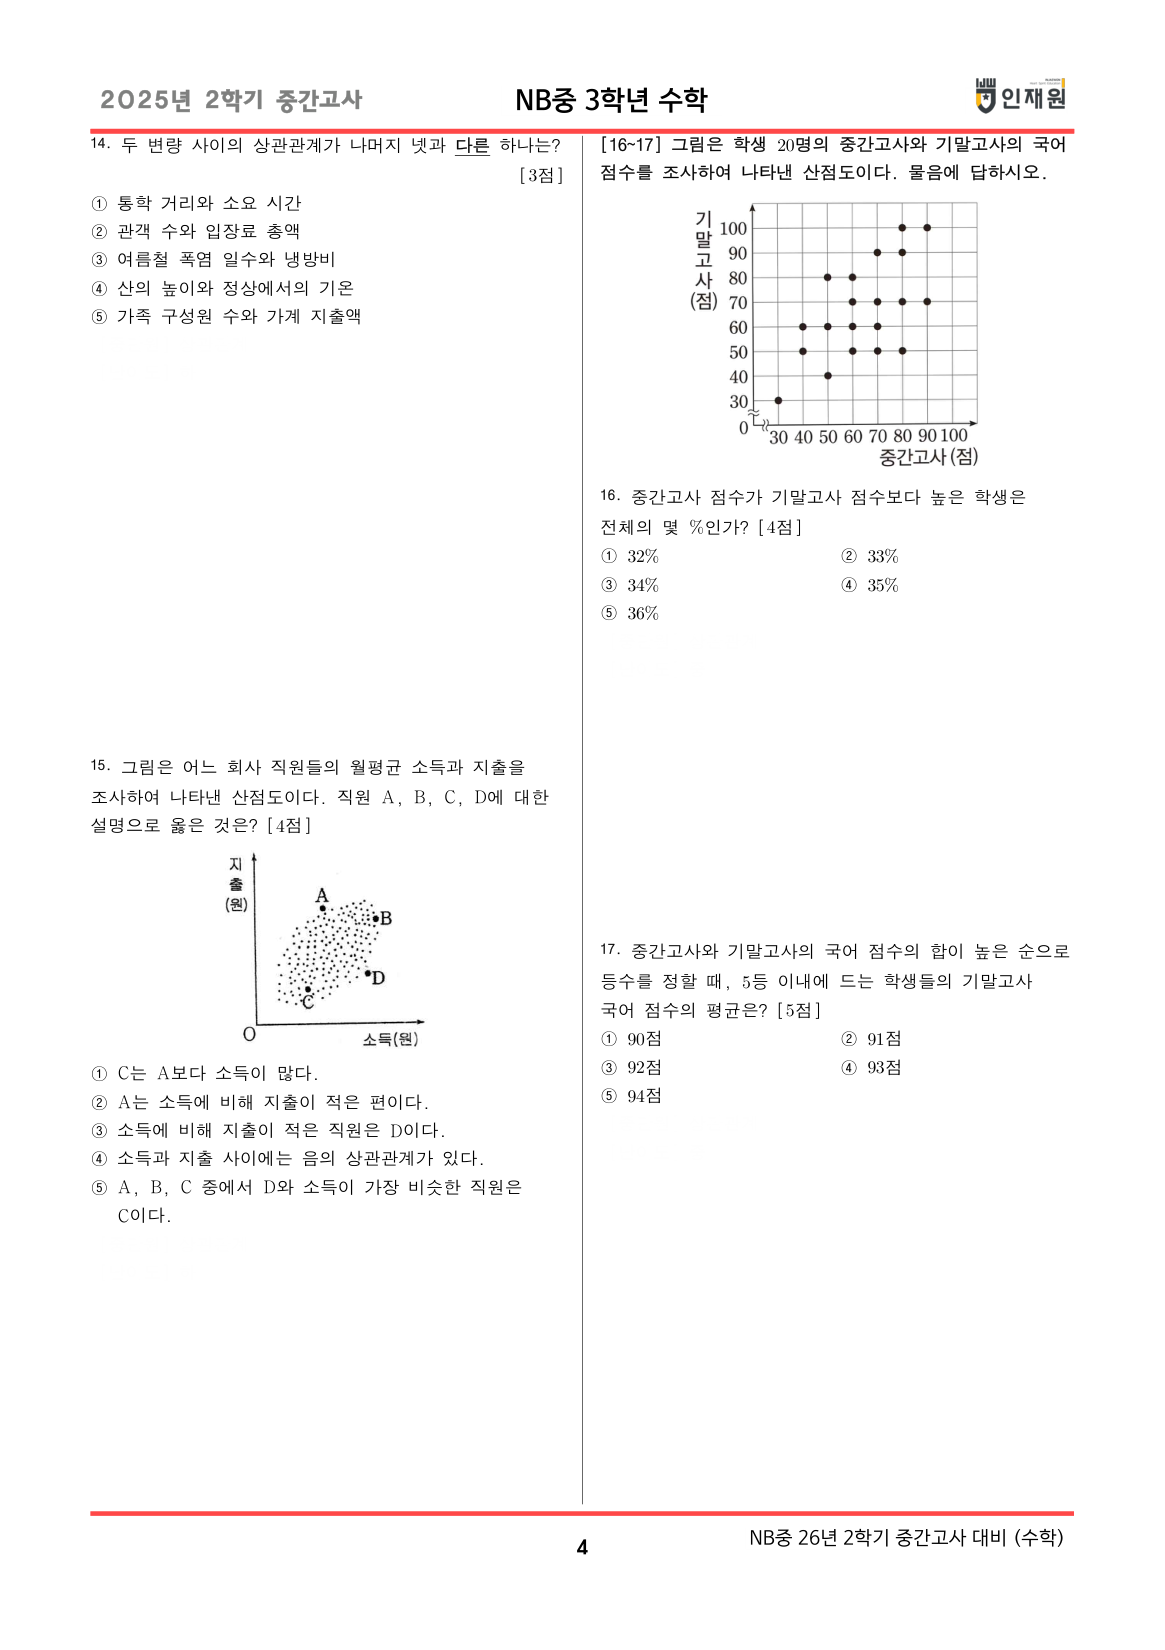 2025년 2학기 중간고사
NB중 3학년 수학
인재원
14. 두 변량 사이의 상관관계가 나머지 넷과 다른 하나는?
[3점]
① 통학 거리와 소요 시간
② 관객 수와 입장료 총액
③ 여름철 폭염 일수와 냉방비
④ 산의 높이와 정상에서의 기온
⑤ 가족 구성원 수와 가계 지출액
15. 그림은 어느 회사 직원들의 월평균 소득과 지출을
조사하여 나타낸 산점도이다. 직원 A, B, C, D에 대한
설명으로 옳은 것은? [4점]
지출(원)
A
B
D
C
O
소득(원)
① C는 A보다 소득이 많다.
② A는 소득에 비해 지출이 적은 편이다.
③ 소득에 비해 지출이 적은 직원은 D이다.
④ 소득과 지출 사이에는 음의 상관관계가 있다.
⑤ A, B, C 중에서 D와 소득이 가장 비슷한 직원은
C이다.
[16~17] 그림은 학생 20명의 중간고사와 기말고사의 국어
점수를 조사하여 나타낸 산점도이다. 물음에 답하시오.
기말고사(점)
100
90
80
70
60
50
40
30
0
30 40 50 60 70 80 90 100
중간고사(점)
16. 중간고사 점수가 기말고사 점수보다 높은 학생은
전체의 몇 %인가? [4점]
① 32% ② 33%
③ 34% ④ 35%
⑤ 36%
17. 중간고사와 기말고사의 국어 점수의 합이 높은 순으로
등수를 정할 때, 5등 이내에 드는 학생들의 기말고사
국어 점수의 평균은? [5점]
① 90점 ② 91점
③ 92점 ④ 93점
⑤ 94점
4
NB중 26년 2학기 중간고사 대비 (수학)